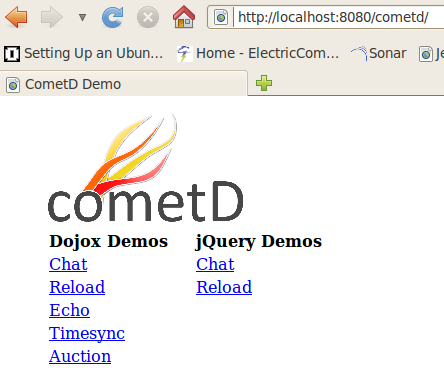 http://localhost:8080/cometd/
Setting Up an Ubun… Home - ElectricCom… Sonar Je
CometD Demo
cometD
Dojox Demos jQuery Demos
Chat Chat
Reload Reload
Echo
Timesync
Auction